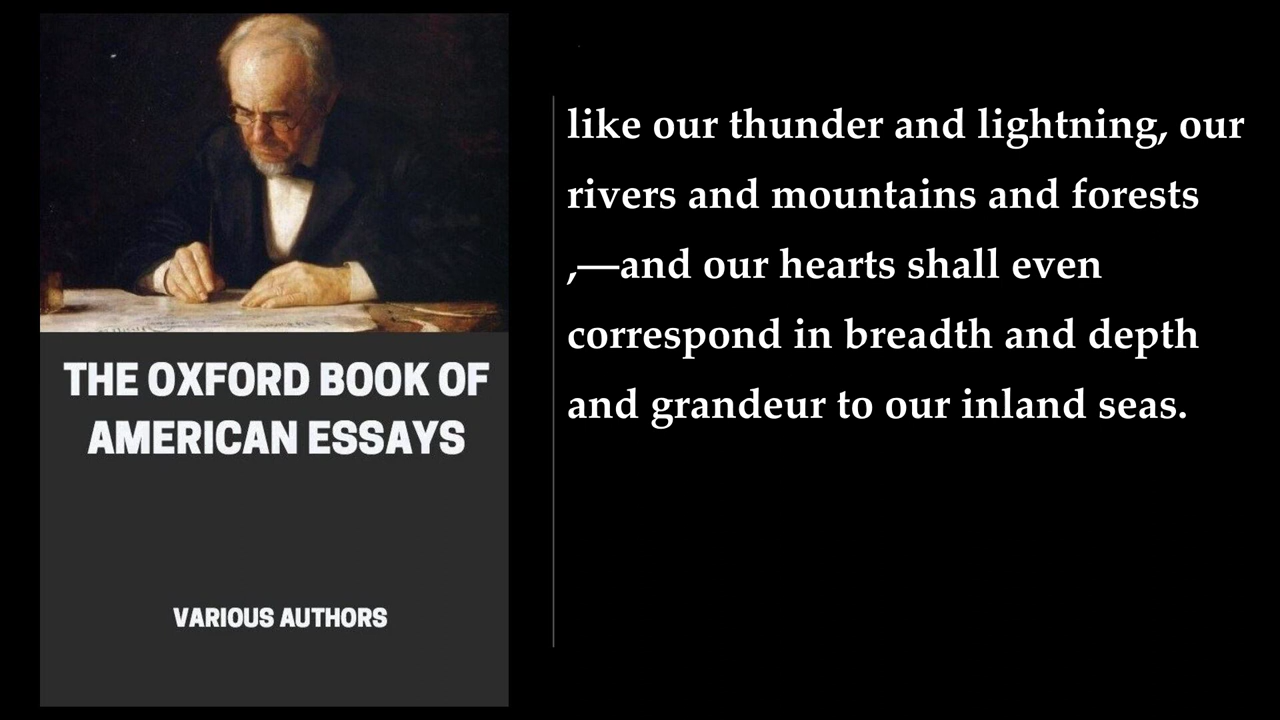 THE OXFORD BOOK OF
AMERICAN ESSAYS
VARIOUS AUTHORS
like our thunder and lightning, our
rivers and mountains and forests
,—and our hearts shall even
correspond in breadth and depth
and grandeur to our inland seas.